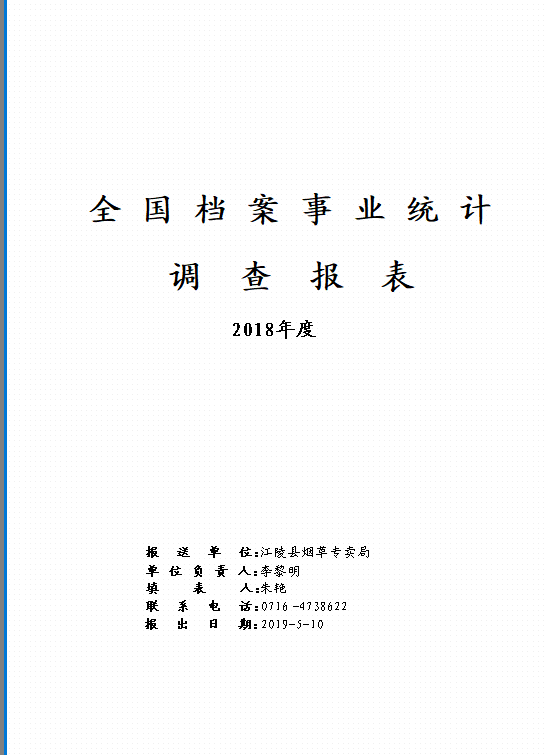 全国档案事业统计
调查报表
2018年度
报送单位:江陵县烟草专卖局
单位负责人:李黎明
填表人:朱艳
联系电话:0716-4738622
报出日期:2019-5-10